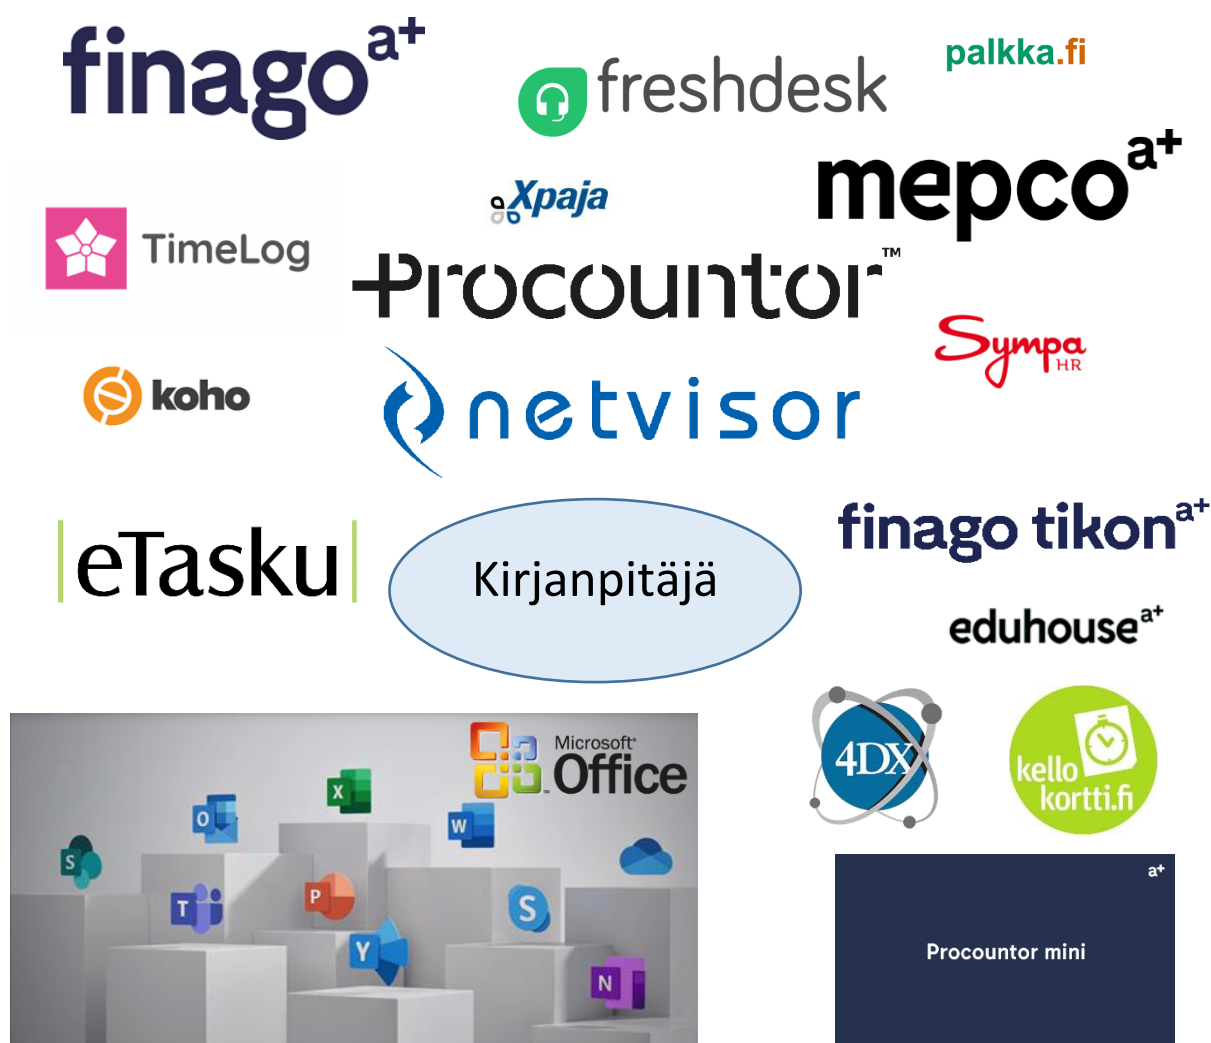 finago a+
freshdesk
palkka.fi
mepco a+
Xpaja
TimeLog
Procountor™
Sympa
HR
koho
netvisor
|eTasku|
Kirjanpitäjä
finago tikon a+
eduhouse a+
4DX
kello
kortti.fi
Microsoft®
Office™
X
O
W
S
T
P
S
Y
N
a+
Procountor mini